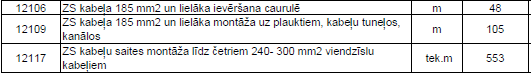 12106 ZS kabeļa 185 mm2 un lielāka ievēršana caurulē m 48
12109 ZS kabeļa 185 mm2 un lielāka montāža uz plauktiem, kabeļu tuneļos, kanālos m 105
12117 ZS kabeļu saites montāža līdz četriem 240- 300 mm2 viendzīslu kabeļiem tek.m 553